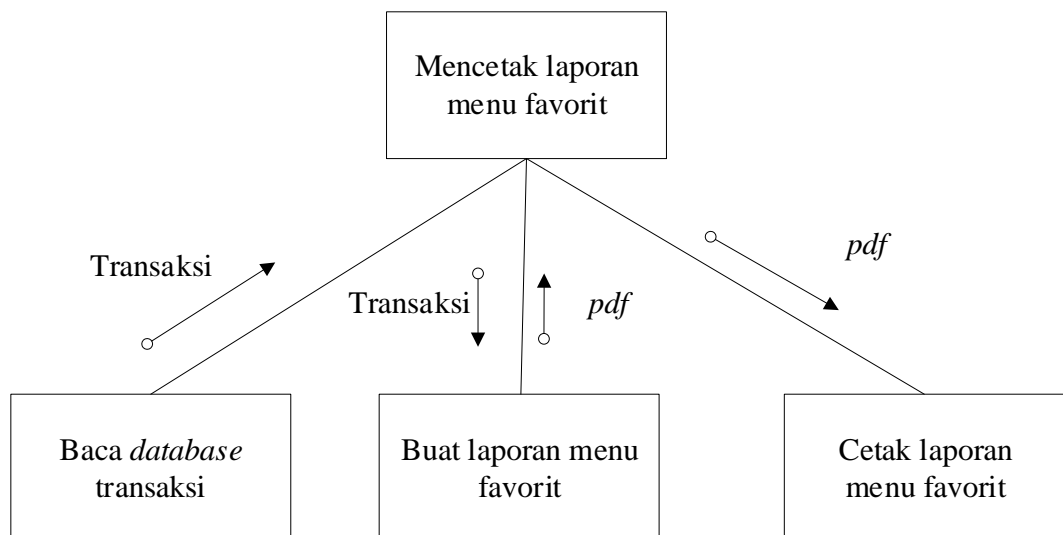 Mencetak laporan
menu favorit
Transaksi
Transaksi
pdf
pdf
Baca database
transaksi
Buat laporan menu
favorit
Cetak laporan
menu favorit